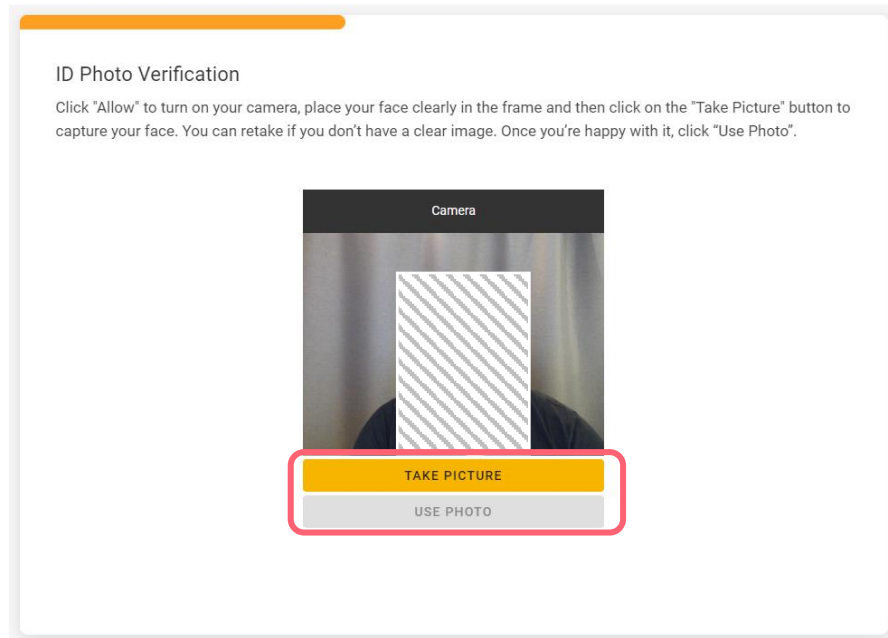 ID Photo Verification
Click "Allow" to turn on your camera, place your face clearly in the frame and then click on the "Take Picture" button to
capture your face. You can retake if you don’t have a clear image. Once you’re happy with it, click “Use Photo”.
Camera
TAKE PICTURE
USE PHOTO